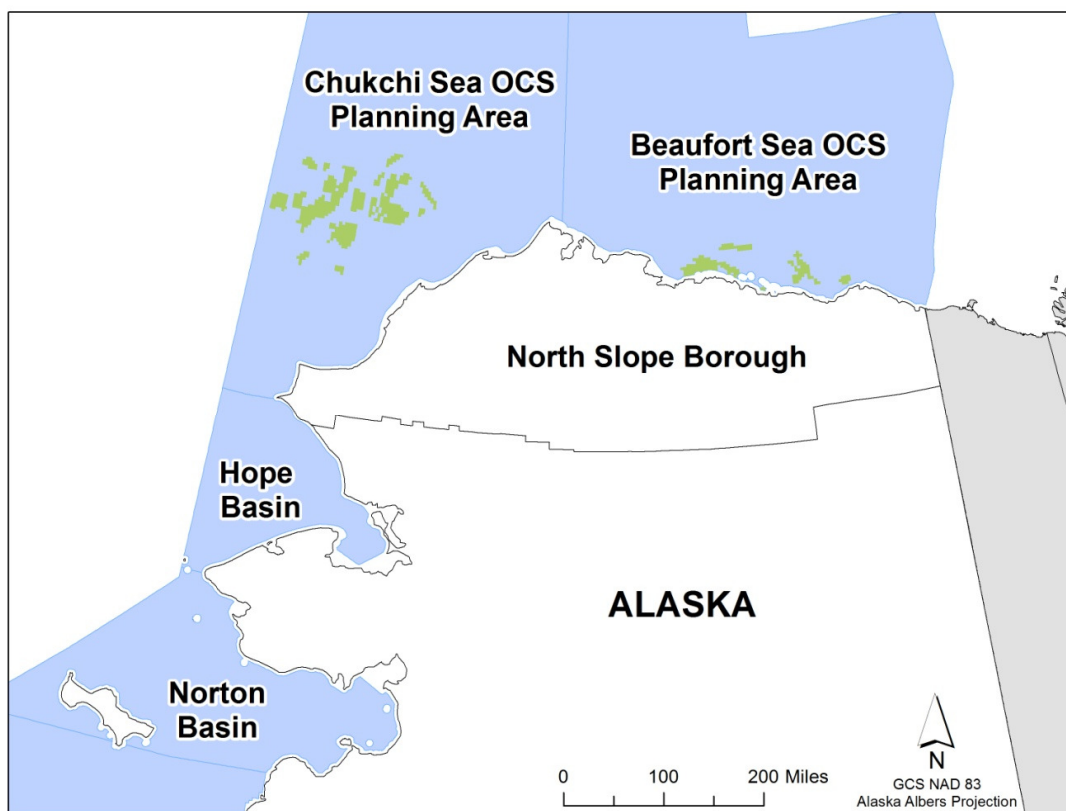 Chukchi Sea OCS
Planning Area
Beaufort Sea OCS
Planning Area
North Slope Borough
Hope
Basin
ALASKA
Norton
Basin
N
0 100 200 Miles
GCS NAD 83
Alaska Albers Projection